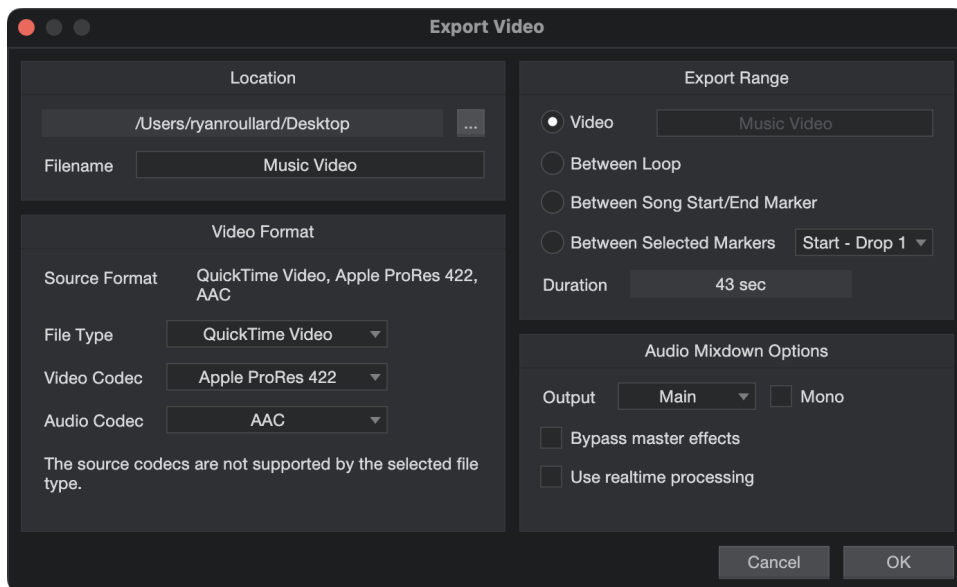 Export Video
Location
/Users/ryanroullard/Desktop
...
Filename
Music Video
Video Format
Source Format
QuickTime Video, Apple ProRes 422,
AAC
File Type
QuickTime Video
Video Codec
Apple ProRes 422
Audio Codec
AAC
The source codecs are not supported by the selected file
type.
Export Range
Video
Music Video
Between Loop
Between Song Start/End Marker
Between Selected Markers
Start - Drop 1
Duration
43 sec
Audio Mixdown Options
Output
Main
Mono
Bypass master effects
Use realtime processing
Cancel
OK